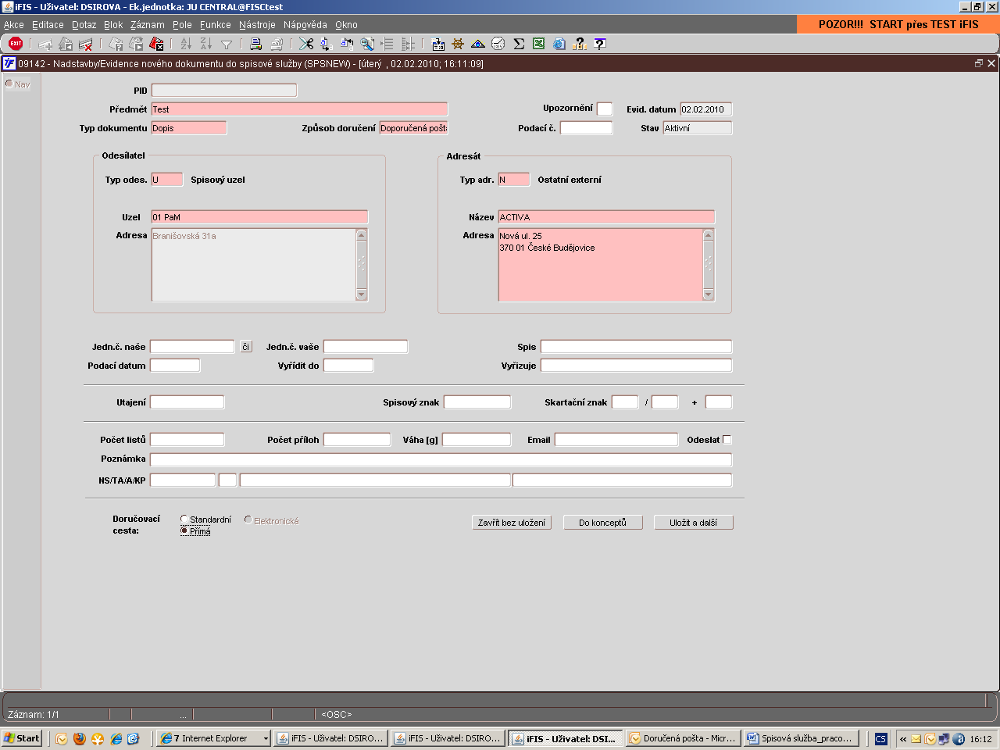 iFIS - Uživatel: DSIROVA - Ek.jednotka: JU CENTRAL@FISCtest
Akce Editace Dotaz Blok Záznam Pole Funkce Nástroje Nápověda Okno
POZOR!!! START přes TEST iFIS
EXIT
09142 - Nadstavby/Evidence nového dokumentu do spisové služby (SPSNEW) - [úterý , 02.02.2010; 16:11:09]
Nav
PID
Předmět Test Upozornění Evid. datum 02.02.2010
Typ dokumentu Dopis Způsob doručení Doporučená pošt Podací č. Stav Aktivní
Odesílatel Adresát
Typ odes. U Spisový uzel Typ adr. N Ostatní externí
Uzel 01 PaM Název ACTIVA
Adresa Branišovská 31a Adresa Nová ul. 25
370 01 České Budějovice
Jedn.č. naše či Jedn.č. vaše Spis
Podací datum Vyřídit do Vyřizuje
Utajení Spisový znak Skartační znak / +
Počet listů Počet příloh Váha [g] Email Odeslat
Poznámka
NS/TA/A/KP
Doručovací cesta: Standardní Elektronická
Přímá
Zavřít bez uložení Do konceptů Uložit a další
Záznam: 1/1 ... <OSC>
Start 7 Internet Explorer iFIS - Uživatel: DSIRO... iFIS - Uživatel: DSIRO... iFIS - Uživatel: DSI... Doručená pošta - Micr... Spisová služba_praco... CS « 16:12